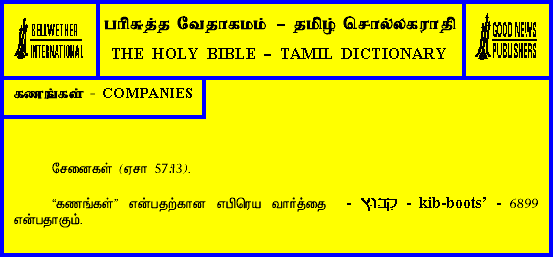 BELLWETHER
INTERNATIONAL
பரிசுத்த வேதாகமம் – தமிழ் சொல்லகராதி
THE HOLY BIBLE – TAMIL DICTIONARY
GOOD NEWS
PUBLISHERS
கணங்கள் - COMPANIES
சேனைகள் (ஏசா 57:13).
“கணங்கள்” என்பதற்கான எபிரெய வார்த்தை - קבוץ - kib-boots’ - 6899
என்பதாகும்.